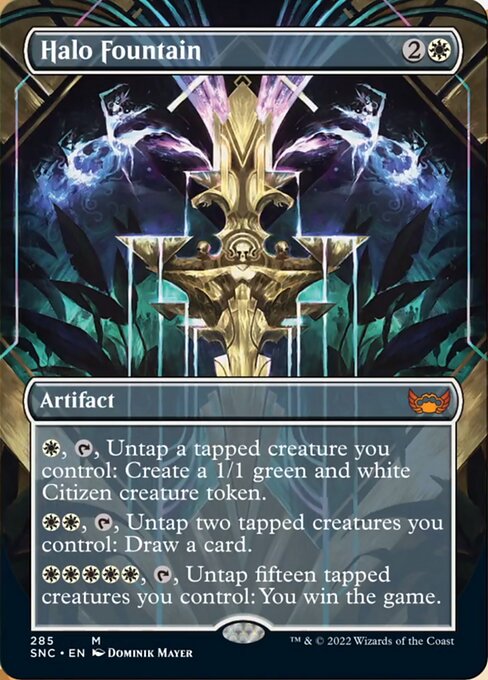 Halo Fountain 2
Artifact
, , Untap a tapped creature you
control: Create a 1/1 green and white
Citizen creature token.
, , Untap two tapped creatures you
control: Draw a card.
, , Untap fifteen tapped
creatures you control: You win the game.
285 M
SNC • EN DOMINIK MAYER
™ & © 2022 Wizards of the Coast